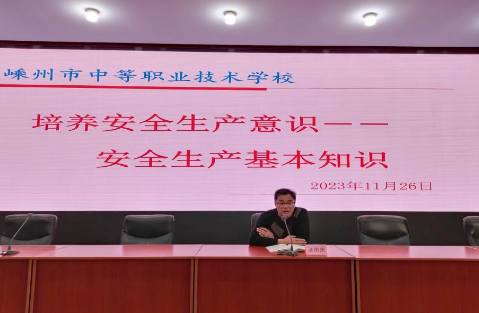 嵊州市中等职业技术学校
培养安全生产意识——
安全生产基本知识
2023年11月26日